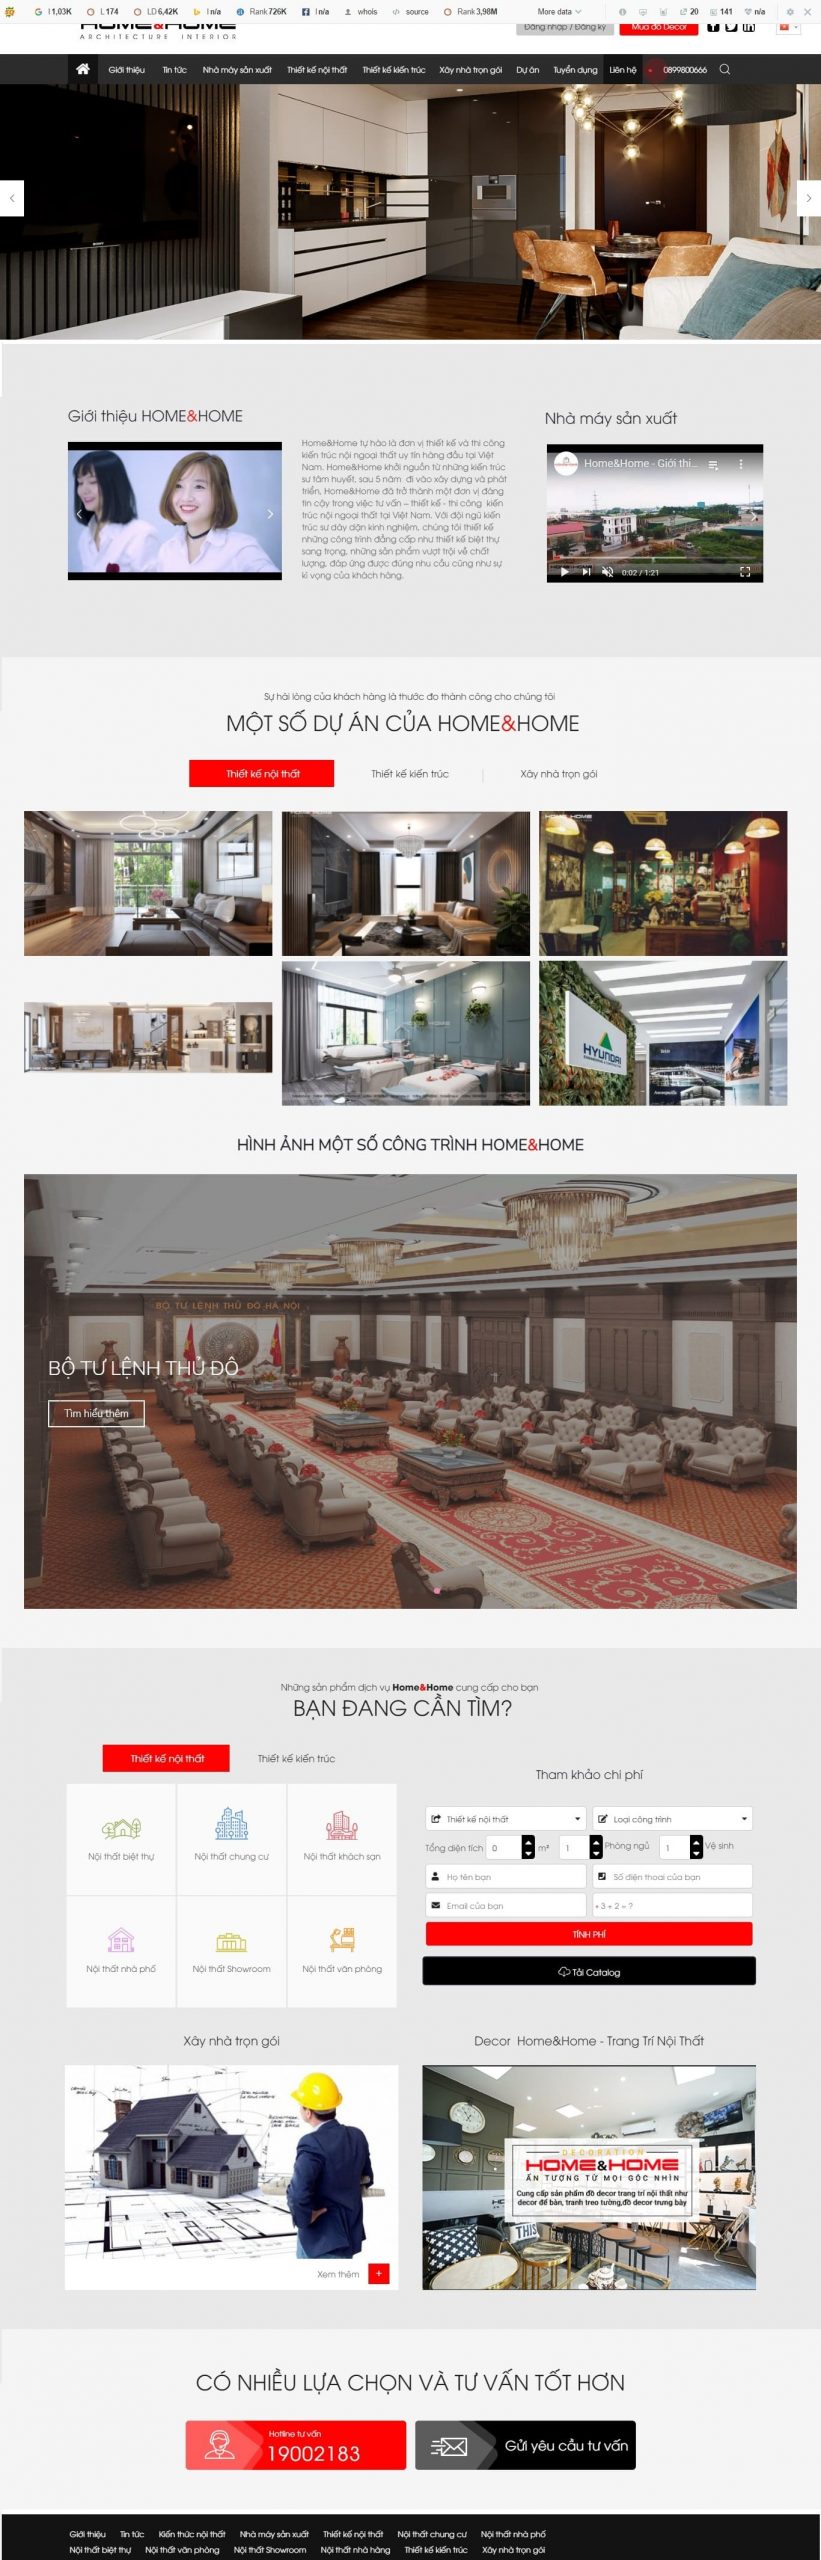 I 1,03K L 174 LD 6,42K I n/a Rank 726K I n/a whois source Rank 3,98M More data 20 141 n/a
HOME&HOME
ARCHITECTURE INTERIOR
Đăng nhập / Đăng ký Mua đồ Decor
Giới thiệu Tin tức Nhà máy sản xuất Thiết kế nội thất Thiết kế kiến trúc Xây nhà trọn gói Dự án Tuyển dụng Liên hệ 0899800666
Giới thiệu HOME&HOME
Home&Home tự hào là đơn vị thiết kế và thi công
kiến trúc nội ngoại thất uy tín hàng đầu tại Việt
Nam. Home&Home khởi nguồn từ những kiến trúc
sư tâm huyết. sau 5 năm đi vào xây dựng và phát
triển, Home&Home đã trở thành một đơn vị đáng
tin cậy trong việc tư vấn – thiết kế - thi công kiến
trúc nội ngoại thất tại Việt Nam. Với đội ngũ kiến
trúc sư dày dặn kinh nghiệm, chúng tôi thiết kế
những công trình đẳng cấp như thiết kế biệt thự
sang trọng, những sản phẩm vượt trội về chất
lượng, đáp ứng được đúng nhu cầu cũng như sự
kì vọng của khách hàng.
Nhà máy sản xuất
Home&Home - Giới thi...
0:02 / 1:21
Sự hài lòng của khách hàng là thước đo thành công cho chúng tôi
MỘT SỐ DỰ ÁN CỦA HOME&HOME
Thiết kế nội thất Thiết kế kiến trúc Xây nhà trọn gói
HYUNDAI
HÌNH ẢNH MỘT SỐ CÔNG TRÌNH HOME&HOME
BỘ TƯ LỆNH THỦ ĐÔ HÀ NỘI
BỘ TƯ LỆNH THỦ ĐÔ
Tìm hiểu thêm
Những sản phẩm dịch vụ Home&Home cung cấp cho bạn
BẠN ĐANG CẦN TÌM?
Thiết kế nội thất Thiết kế kiến trúc
Nội thất biệt thự Nội thất chung cư Nội thất khách sạn
Nội thất nhà phố Nội thất Showroom Nội thất văn phòng
Tham khảo chi phí
Thiết kế nội thất Loại công trình
Tổng diện tích 0 m² 1 Phòng ngủ 1 Vệ sinh
Họ tên bạn Số điện thoại của bạn
Email của bạn + 3 + 2 = ?
TÍNH PHÍ
Tải Catalog
Xây nhà trọn gói
Xem thêm +
Decor Home&Home - Trang Trí Nội Thất
DECORATION
HOME&HOME
ẤN TƯỢNG TỪ MỌI GÓC NHÌN
Cung cấp sản phẩm đồ decor trang trí nội thất như
decor để bàn, tranh treo tường,đồ decor trưng bày
THIS
CÓ NHIỀU LỰA CHỌN VÀ TƯ VẤN TỐT HƠN
Hotline tư vấn
19002183
Gửi yêu cầu tư vấn
Giới thiệu Tin tức Kiến thức nội thất Nhà máy sản xuất Thiết kế nội thất Nội thất chung cư Nội thất nhà phố
Nội thất biệt thự Nội thất văn phòng Nội thất Showroom Nội thất nhà hàng Thiết kế kiến trúc Xây nhà trọn gói